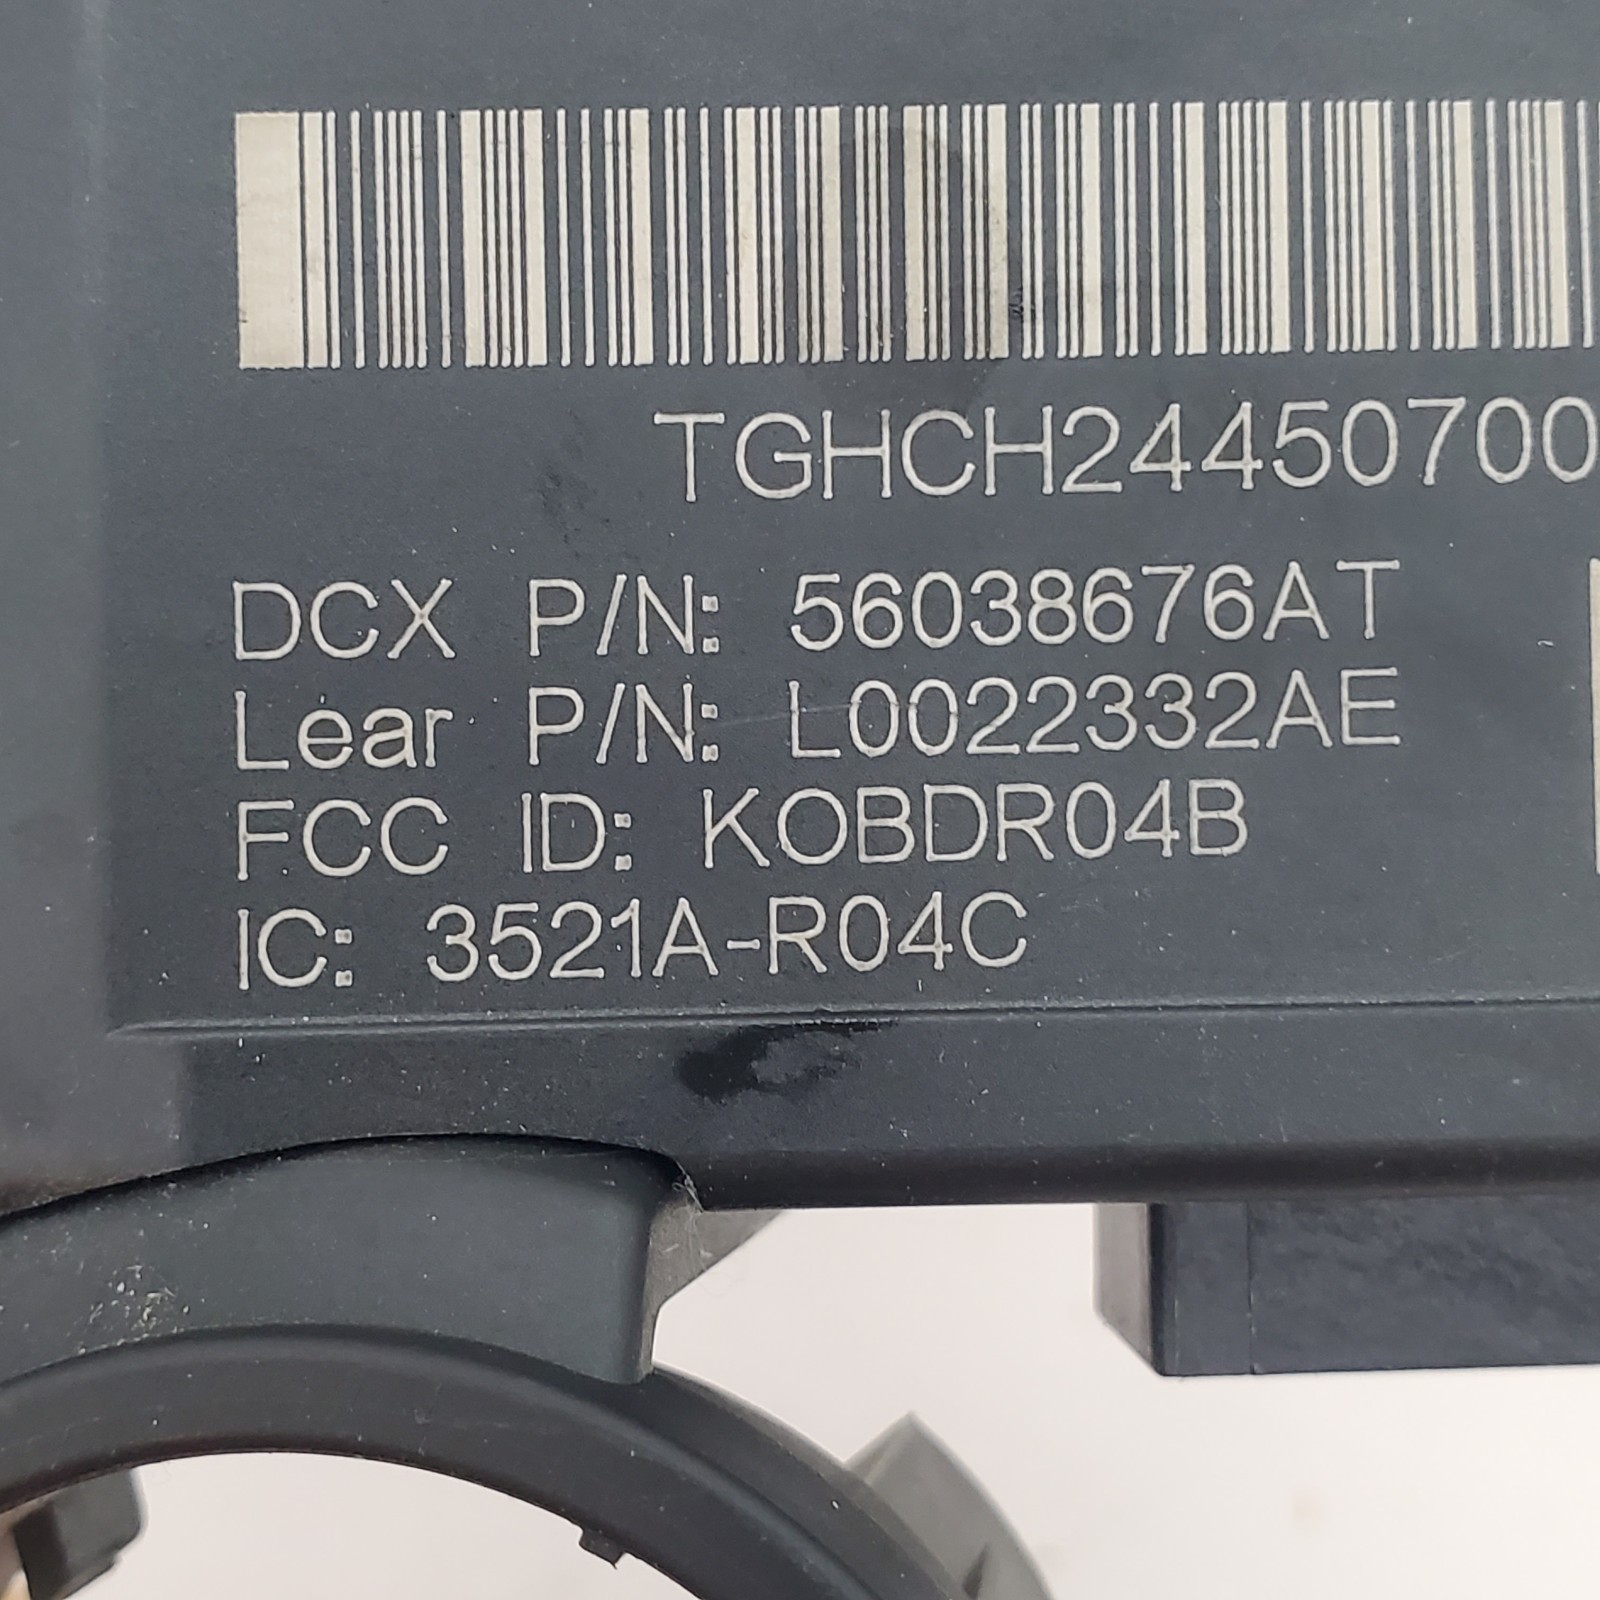 TGHCH24450700
DCX P/N: 56038676AT
Lear P/N: L0022332AE
FCC ID: KOBDR04B
IC: 3521A-R04C